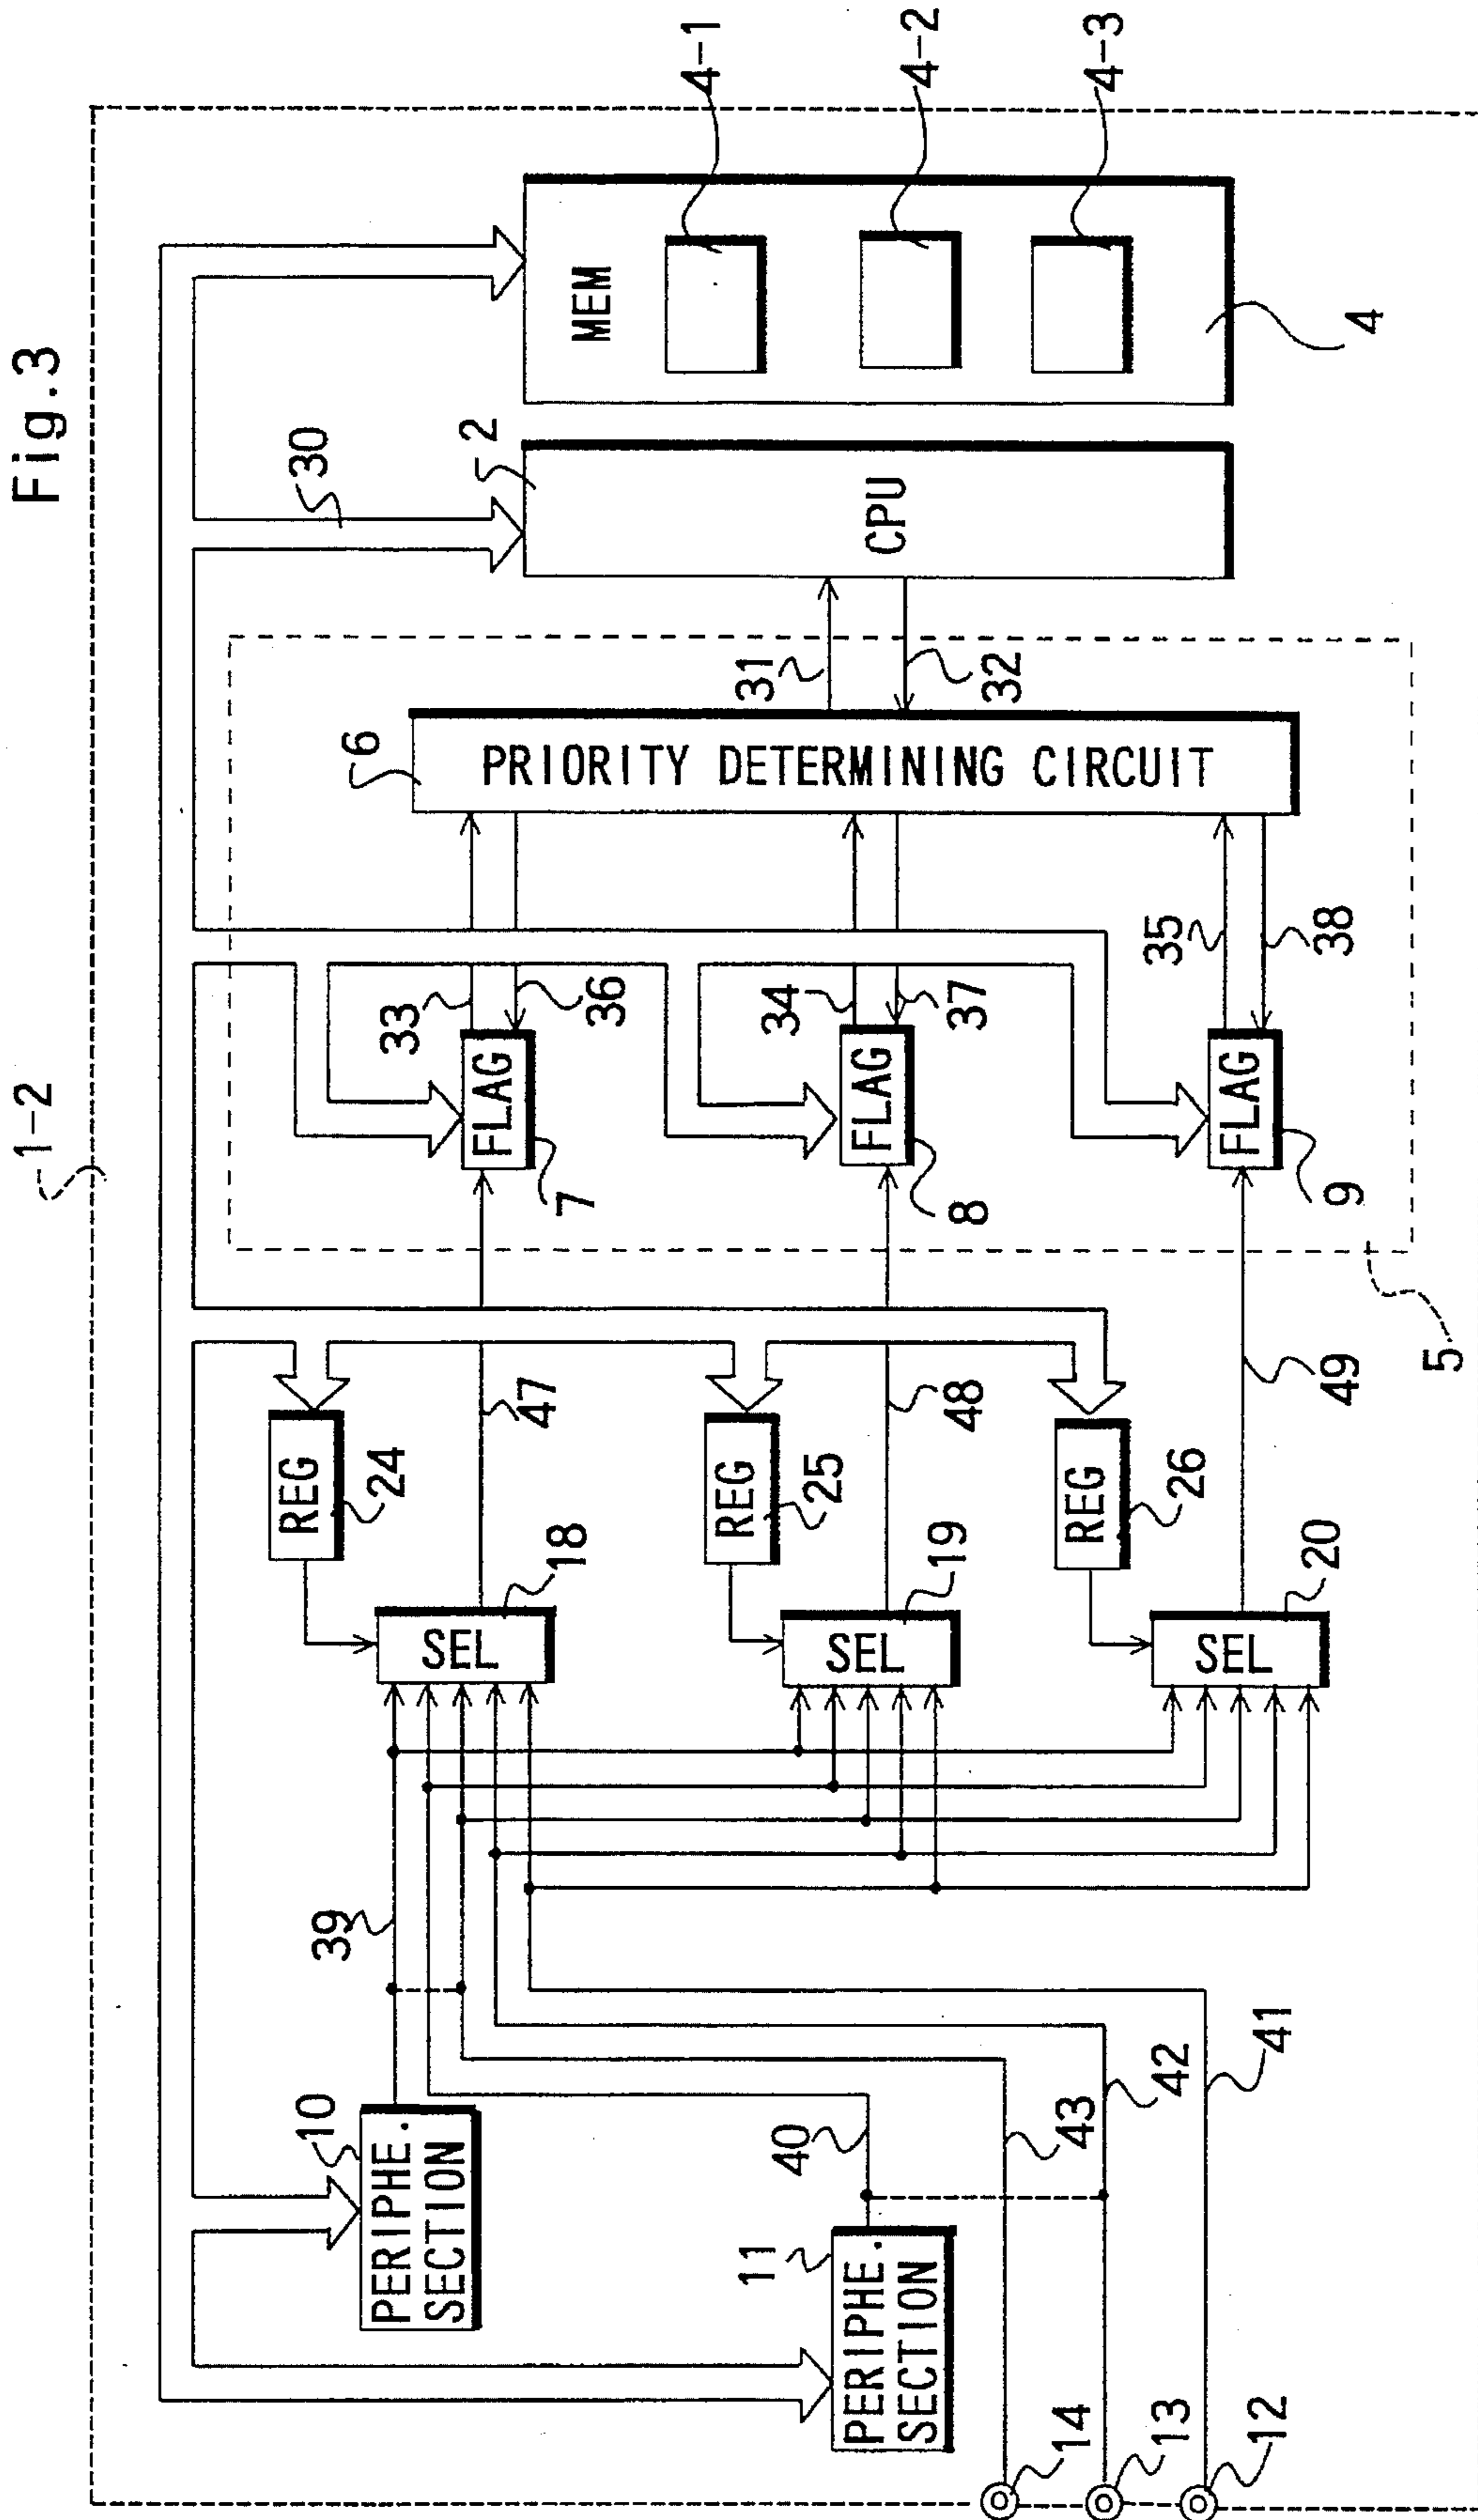 Fig.3
1-2
30
2
MEM
4-1
4-2
4-3
4
CPU
31
32
6
PRIORITY DETERMINING CIRCUIT
33
36
34
37
35
38
FLAG
7
FLAG
8
FLAG
9
5
REG
24
47
REG
25
48
REG
26
49
SEL
18
SEL
19
SEL
20
39
10
PERIPHE.
SECTION
11
PERIPHE.
SECTION
40
43
42
41
14
13
12